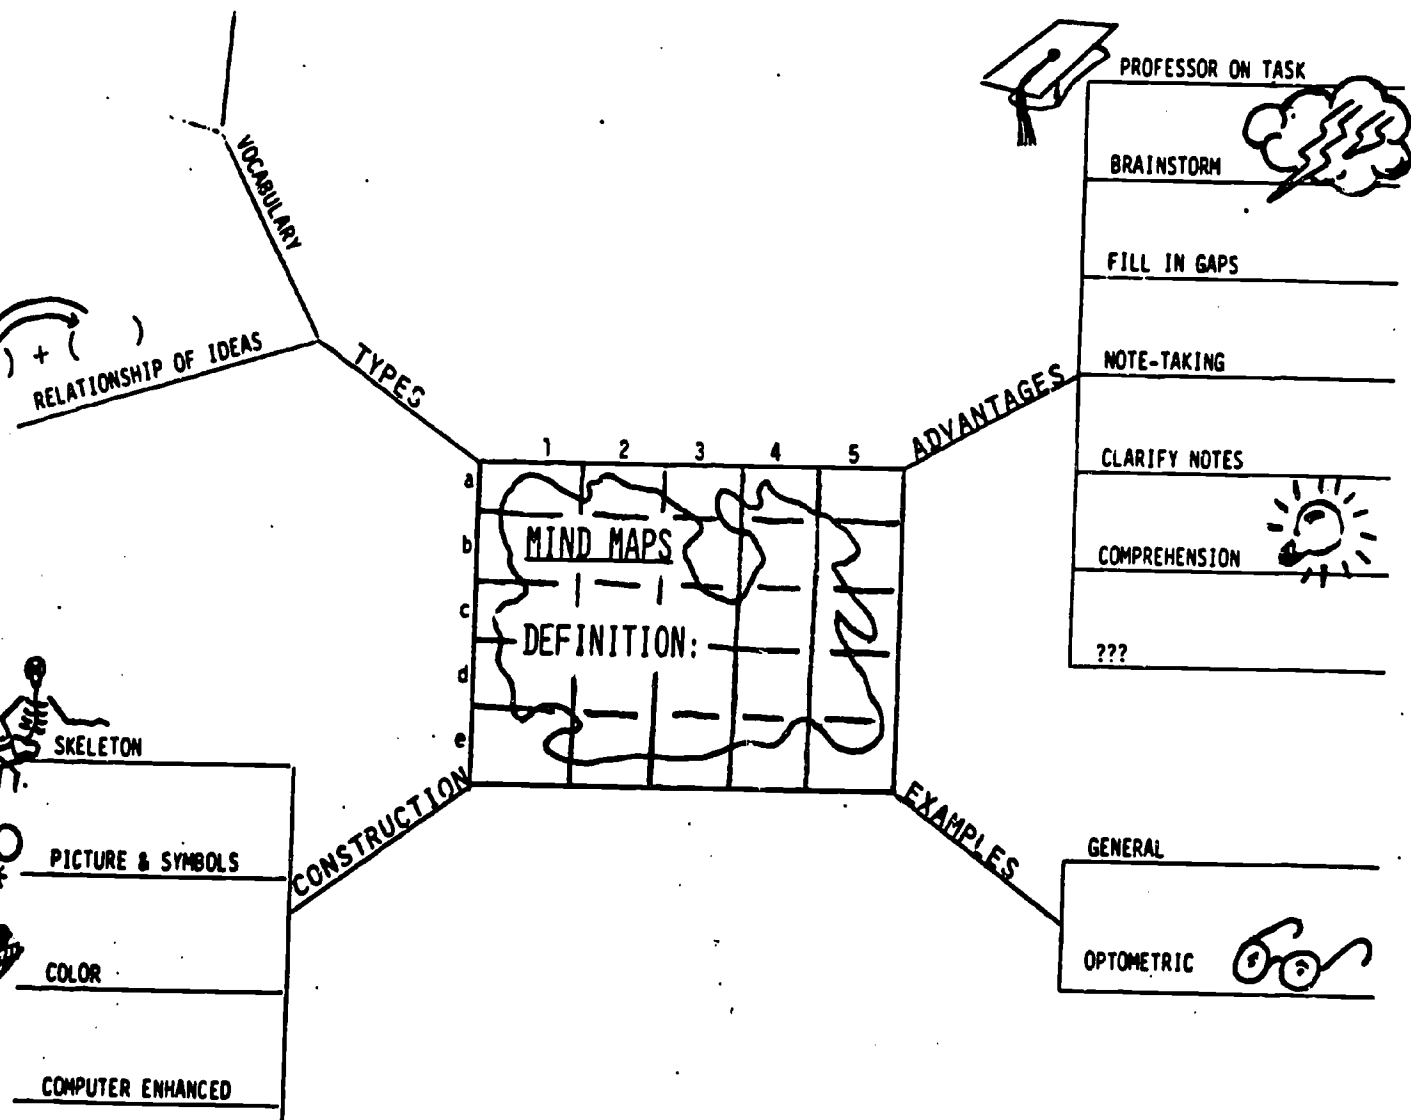 PROFESSOR ON TASK
BRAINSTORM
FILL IN GAPS
NOTE-TAKING
CLARIFY NOTES
COMPREHENSION
???
ADVANTAGES
VOCABULARY
) + ( )
RELATIONSHIP OF IDEAS
TYPES
1 2 3 4 5
a
b
c
d
e
MIND MAPS
DEFINITION:
CONSTRUCTION
SKELETON
PICTURE & SYMBOLS
COLOR
COMPUTER ENHANCED
EXAMPLES
GENERAL
OPTOMETRIC